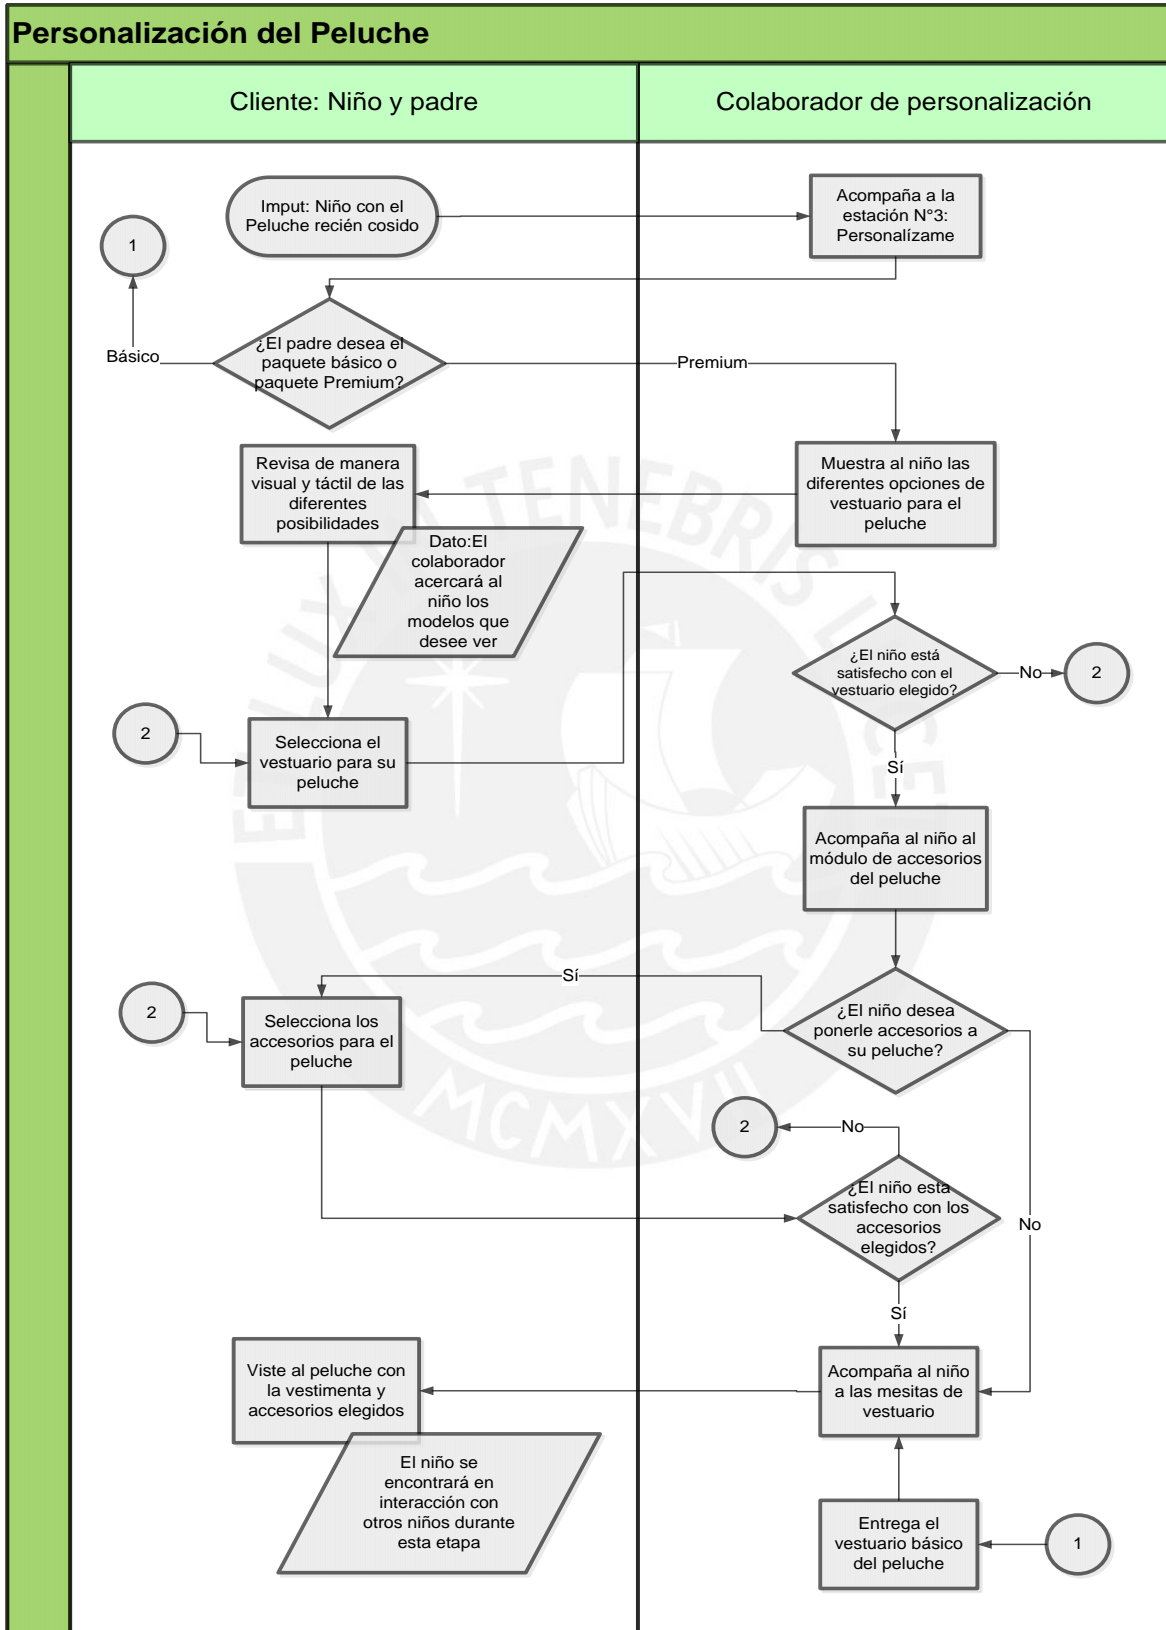 Personalización del Peluche
Cliente: Niño y padre
Colaborador de personalización
Imput: Niño con el
Peluche recién cosido
Acompaña a la
estación N°3:
Personalízame
1
¿El padre desea el
paquete básico o
paquete Premium?
Básico
Premium
Revisa de manera
visual y táctil de las
diferentes
posibilidades
Muestra al niño las
diferentes opciones de
vestuario para el
peluche
Dato:El
colaborador
acercará al
niño los
modelos que
desee ver
¿El niño está
satisfecho con el
vestuario elegido?
No
2
2
Selecciona el
vestuario para su
peluche
Sí
Acompaña al niño al
módulo de accesorios
del peluche
Sí
2
Selecciona los
accesorios para el
peluche
¿El niño desea
ponerle accesorios a
su peluche?
2
No
¿El niño está
satisfecho con los
accesorios
elegidos?
No
Sí
Viste al peluche con
la vestimenta y
accesorios elegidos
Acompaña al niño
a las mesitas de
vestuario
El niño se
encontrará en
interacción con
otros niños durante
esta etapa
Entrega el
vestuario básico
del peluche
1
ET LUX IN TENEBRIS LUCET
MCMXVII